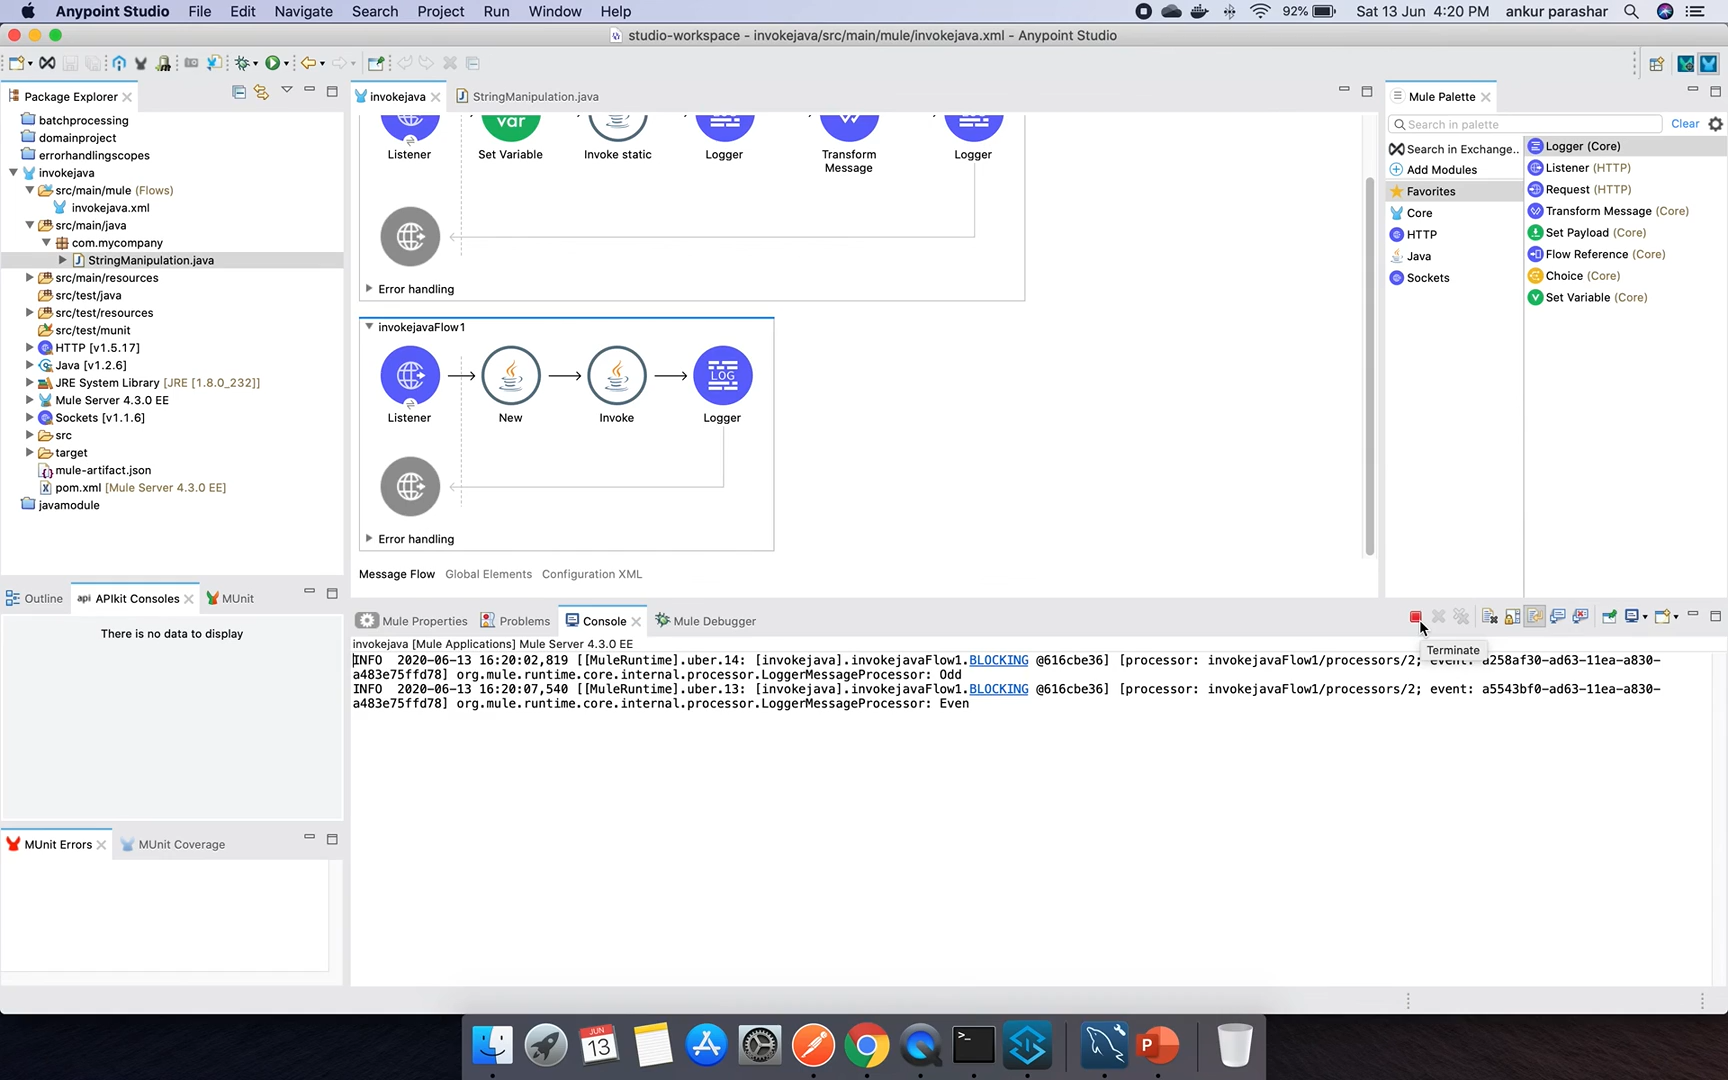 Anypoint Studio File Edit Navigate Search Project Run Window Help 92% Sat 13 Jun 4:20 PM ankur parashar
studio-workspace - invokejava/src/main/mule/invokejava.xml - Anypoint Studio
Package Explorer
batchprocessing
domainproject
errorhandlingscopes
invokejava
src/main/mule (Flows)
invokejava.xml
src/main/java
com.mycompany
StringManipulation.java
src/main/resources
src/test/java
src/test/resources
src/test/munit
HTTP [v1.5.17]
Java [v1.2.6]
JRE System Library [JRE [1.8.0_232]]
Mule Server 4.3.0 EE
Sockets [v1.1.6]
src
target
mule-artifact.json
pom.xml [Mule Server 4.3.0 EE]
javamodule
invokejava StringManipulation.java
var
Listener Set Variable Invoke static Logger Transform Message Logger
Error handling
invokejavaFlow1
LOG
Listener New Invoke Logger
Error handling
Message Flow Global Elements Configuration XML
Mule Palette
Search in palette Clear
Search in Exchange..
Add Modules
Favorites
Core
HTTP
Java
Sockets
Logger (Core)
Listener (HTTP)
Request (HTTP)
Transform Message (Core)
Set Payload (Core)
Flow Reference (Core)
Choice (Core)
Set Variable (Core)
Outline api APIkit Consoles MUnit
There is no data to display
MUnit Errors MUnit Coverage
Mule Properties Problems Console Mule Debugger
Terminate
invokejava [Mule Applications] Mule Server 4.3.0 EE
INFO 2020-06-13 16:20:02,819 [[MuleRuntime].uber.14: [invokejava].invokejavaFlow1.BLOCKING @616cbe36] [processor: invokejavaFlow1/processors/2; event: a258af30-ad63-11ea-a830-
a483e75ffd78] org.mule.runtime.core.internal.processor.LoggerMessageProcessor: Odd
INFO 2020-06-13 16:20:07,540 [[MuleRuntime].uber.13: [invokejava].invokejavaFlow1.BLOCKING @616cbe36] [processor: invokejavaFlow1/processors/2; event: a5543bf0-ad63-11ea-a830-
a483e75ffd78] org.mule.runtime.core.internal.processor.LoggerMessageProcessor: Even
JUN
13
P